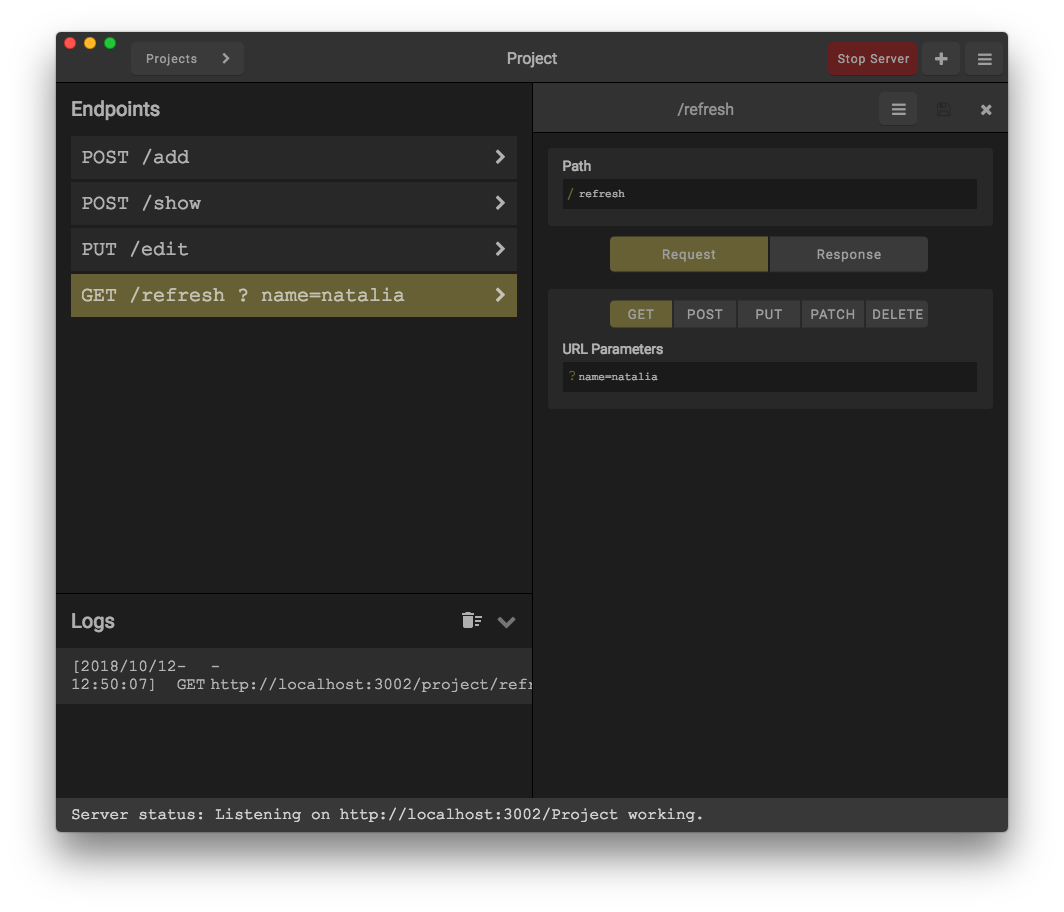 Projects
Project
Stop Server
Endpoints
POST /add
POST /show
PUT /edit
GET /refresh ? name=natalia
/refresh
Path
/ refresh
Request
Response
GET
POST
PUT
PATCH
DELETE
URL Parameters
? name=natalia
Logs
[2018/10/12- -
12:50:07] GET http://localhost:3002/project/refr
Server status: Listening on http://localhost:3002/Project working.